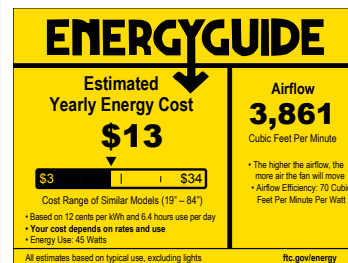 ENERGYGUIDE
Estimated
Yearly Energy Cost
$13
$3 $34
Cost Range of Similar Models (19" – 84")
• Based on 12 cents per kWh and 6.4 hours use per day
• Your cost depends on rates and use
• Energy Use: 45 Watts
All estimates based on typical use, excluding lights
Airflow
3,861
Cubic Feet Per Minute
• The higher the airflow, the
more air the fan will move
• Airflow Efficiency: 70 Cubic
Feet Per Minute Per Watt
ftc.gov/energy